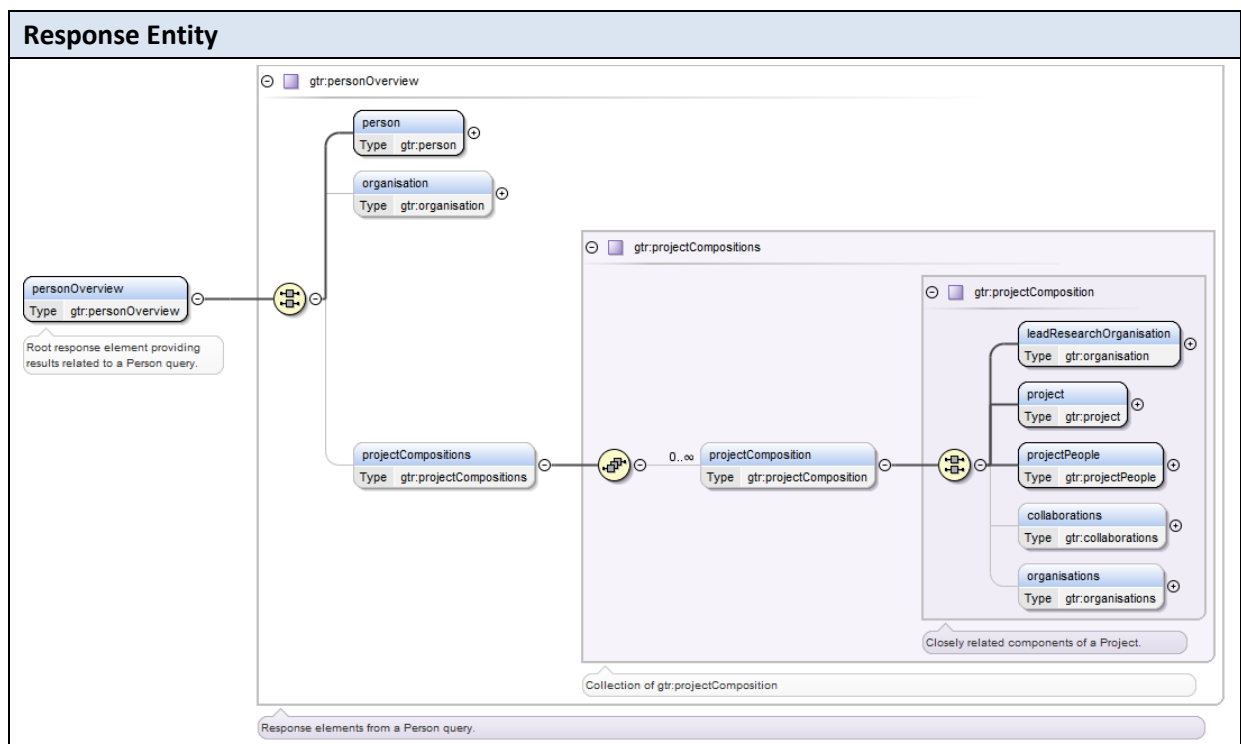 Response Entity
gtr:personOverview
person
Type gtr:person
organisation
Type gtr:organisation
gtr:projectCompositions
gtr:projectComposition
personOverview
Type gtr:personOverview
Root response element providing
results related to a Person query.
leadResearchOrganisation
Type gtr:organisation
project
Type gtr:project
projectCompositions
Type gtr:projectCompositions
0..∞
projectComposition
Type gtr:projectComposition
projectPeople
Type gtr:projectPeople
collaborations
Type gtr:collaborations
organisations
Type gtr:organisations
Closely related components of a Project.
Collection of gtr:projectComposition
Response elements from a Person query.